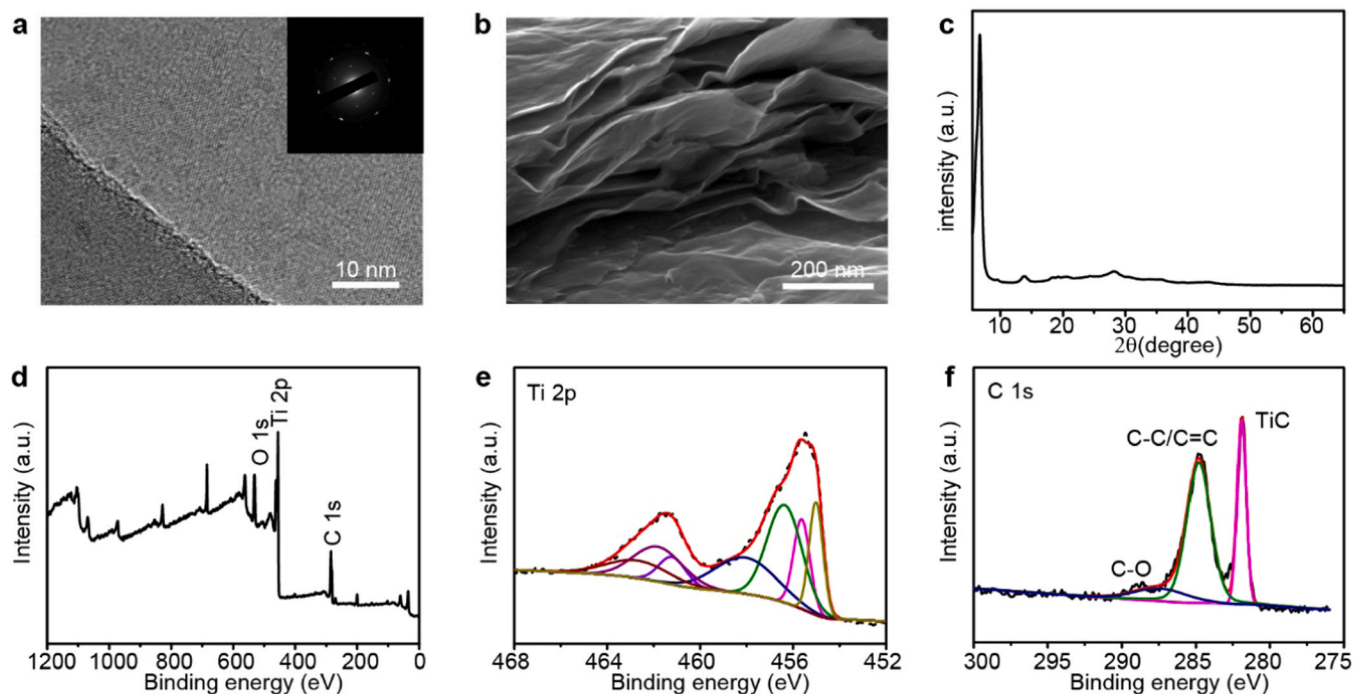 a
10 nm
b
200 nm
c
intensity (a.u.)
10 20 30 40 50 60
2θ(degree)
d
Intensity (a.u.)
O 1s
Ti 2p
C 1s
1200 1000 800 600 400 200 0
Binding energy (eV)
e
Ti 2p
Intensity (a.u.)
468 464 460 456 452
Binding energy (eV)
f
C 1s
C-O
C-C/C=C
TiC
Intensity (a.u.)
300 295 290 285 280 275
Binding energy (eV)